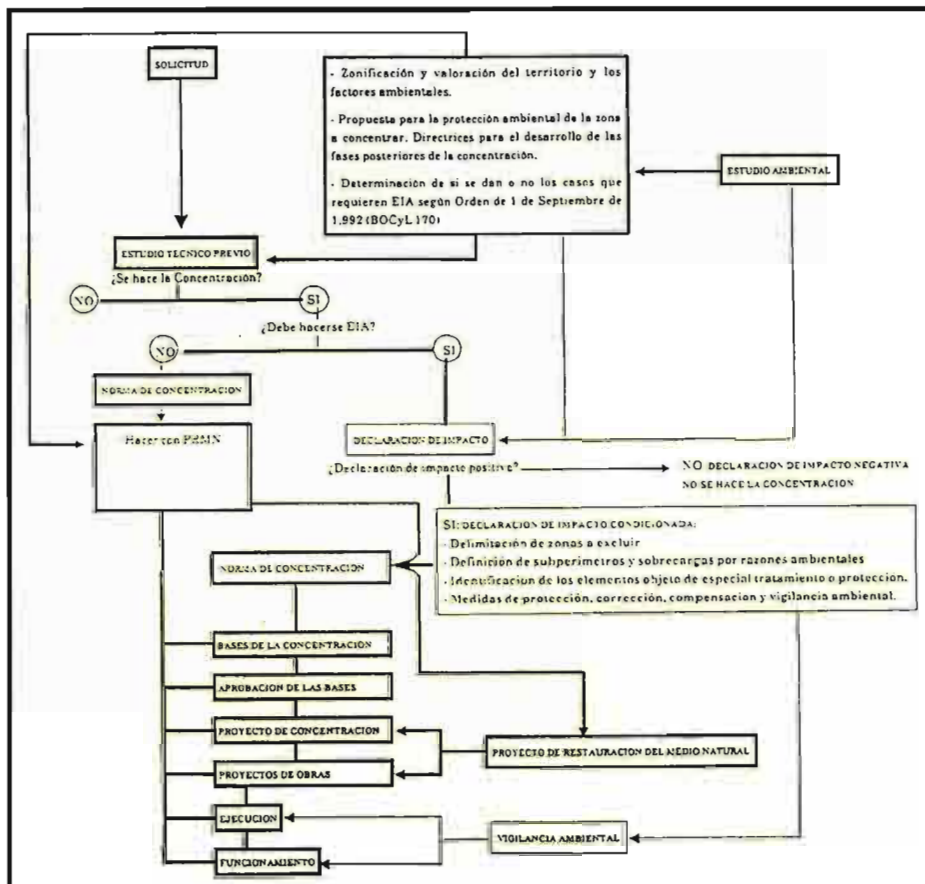 SOLICITUD
- Zonificación y valoración del territorio y los
factores ambientales.
- Propuesta para la protección ambiental de la zona
a concentrar. Directrices para el desarrollo de las
fases posteriores de la concentración.
- Determinación de si se dan o no los casos que
requieren EIA según Orden de 1 de Septiembre de
1.992 (BOCyL 170)
ESTUDIO AMBIENTAL
ESTUDIO TECNICO PREVIO
¿Se hace la Concentración?
NO
SI
¿Debe hacerse EIA?
NO
SI
NORMA DE CONCENTRACION
Hacer con PRMN
DECLARACION DE IMPACTO
¿Declaración de impacto positiva?
NO DECLARACION DE IMPACTO NEGATIVA
NO SE HACE LA CONCENTRACION
SI: DECLARACION DE IMPACTO CONDICIONADA:
- Delimitación de zonas a excluir
- Definición de subperímetros y sobrecargas por razones ambientales
- Identificacion de los elementos objeto de especial tratamiento o protección.
- Medidas de protección, corrección, compensacion y vigilancia ambiental.
NORMA DE CONCENTRACION
BASES DE LA CONCENTRACION
APROBACION DE LAS BASES
PROYECTO DE CONCENTRACION
PROYECTO DE RESTAURACION DEL MEDIO NATURAL
PROYECTOS DE OBRAS
EJECUCION
VIGILANCIA AMBIENTAL
FUNCIONAMIENTO